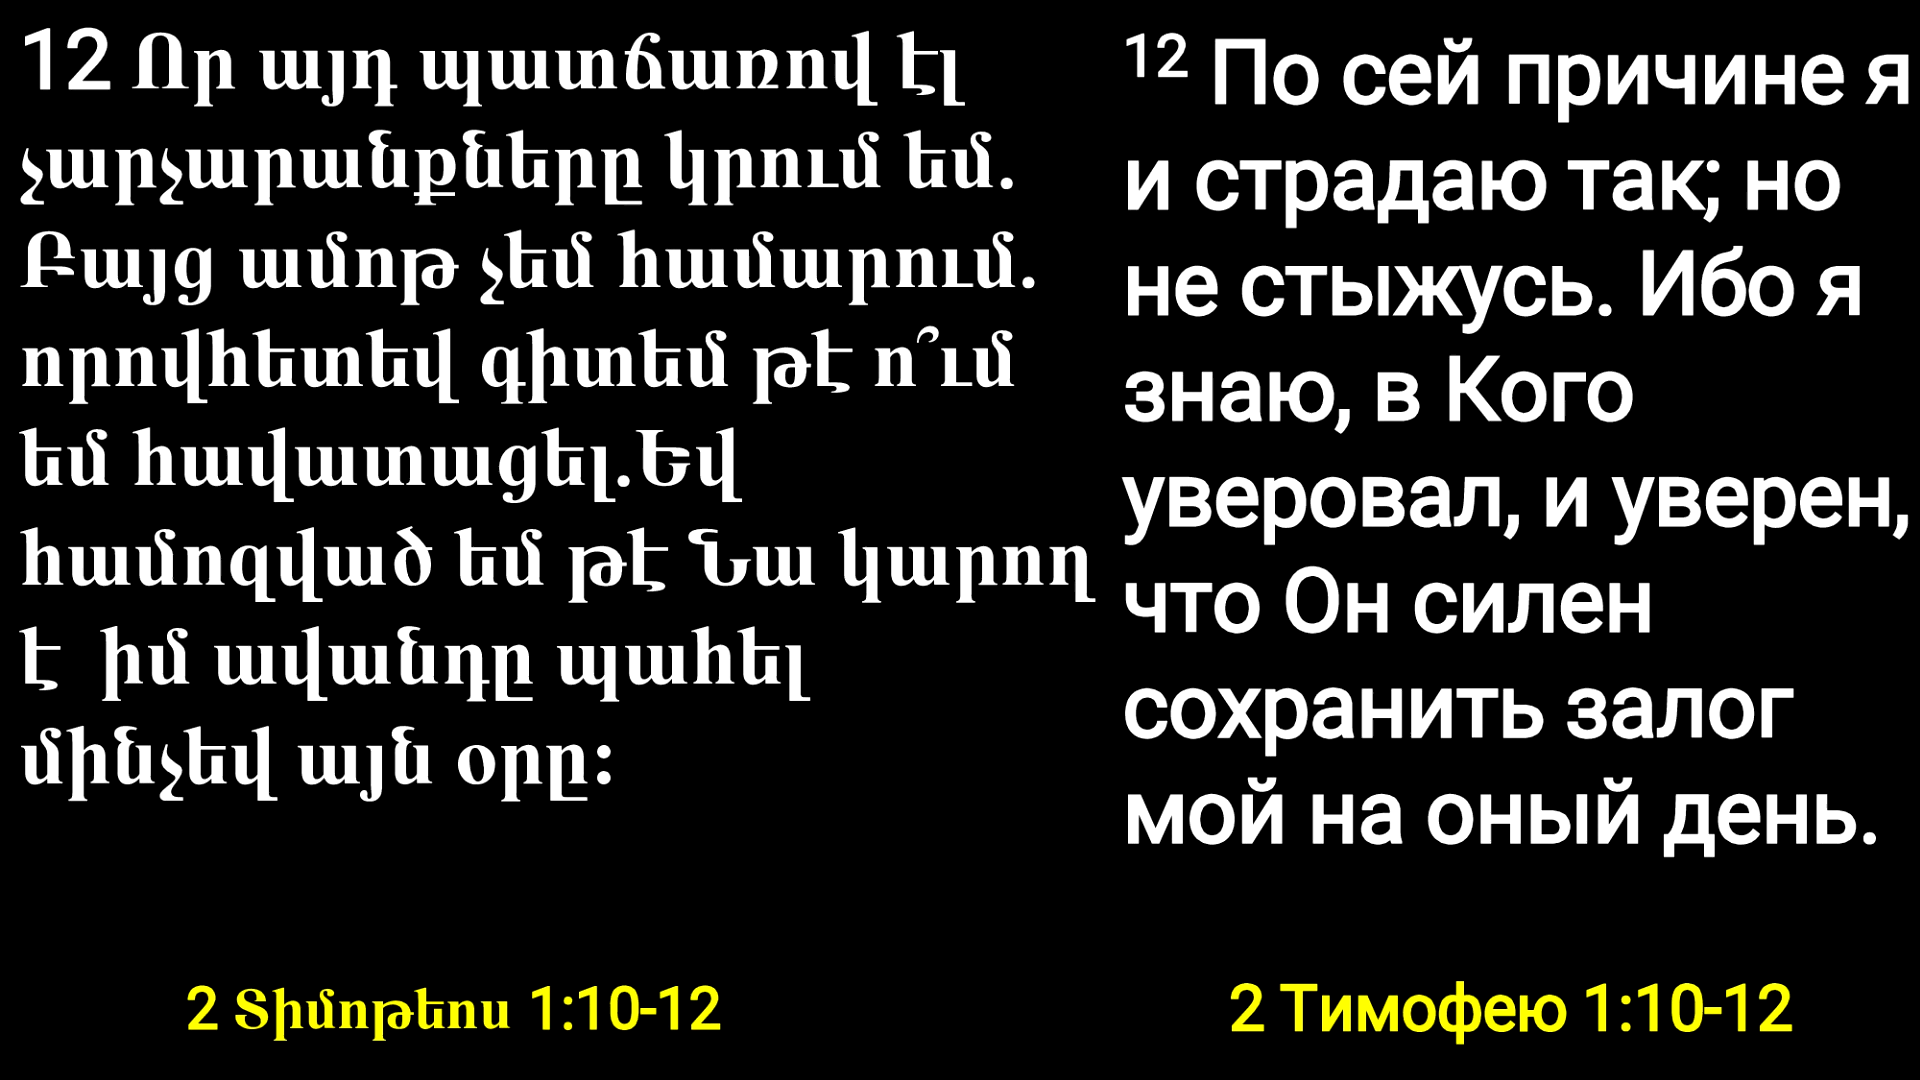 12 Որ այդ պատճառով էլ
չարչարանքները կրում եմ.
Բայց ամոթ չեմ համարում.
որովհետեվ գիտեմ թէ ո՞ւմ
եմ հավատացել.Եվ
համոզված եմ թէ Նա կարող
է  իմ ավանդը պահել
մինչեվ այն օրը:
2 Տիմոթեոս 1:10-12
12 По сей причине я
и страдаю так; но
не стыжусь. Ибо я
знаю, в Кого
уверовал, и уверен,
что Он силен
сохранить залог
мой на оный день.
2 Тимофею 1:10-12